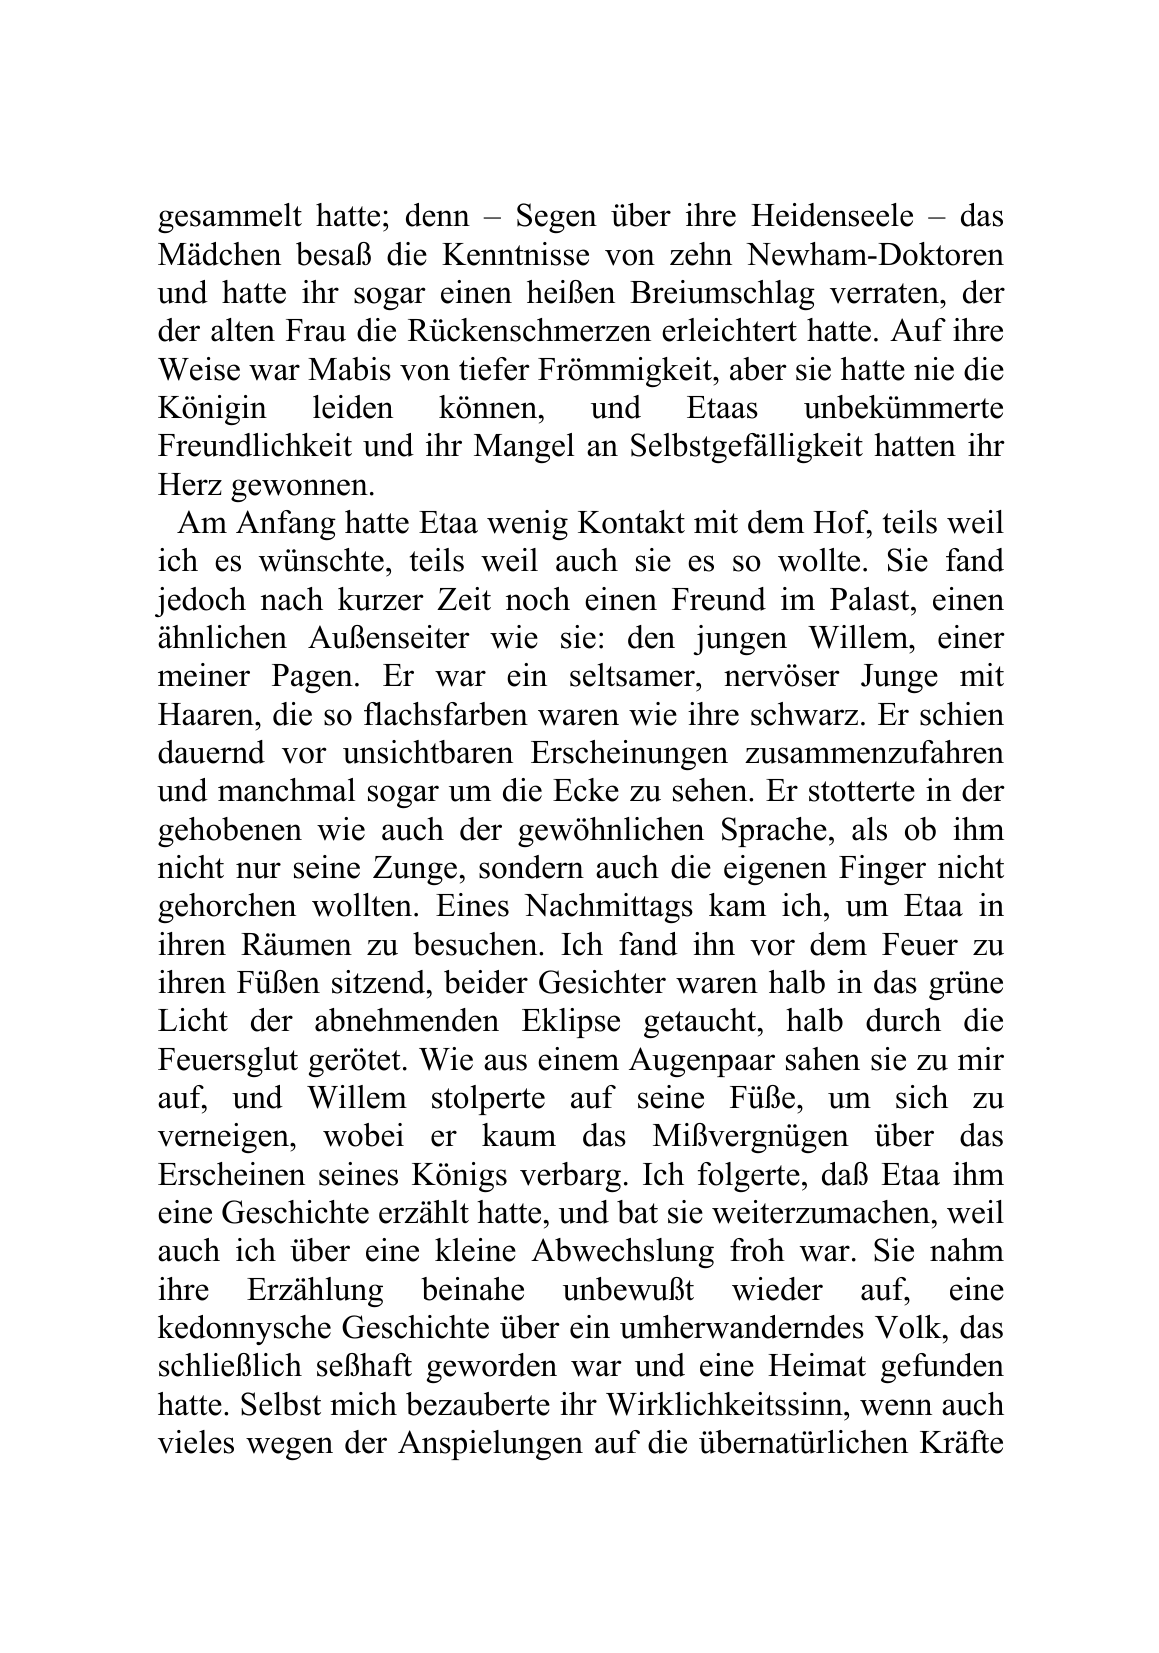 gesammelt hatte; denn – Segen über ihre Heidenseele – das
Mädchen besaß die Kenntnisse von zehn Newham-Doktoren
und hatte ihr sogar einen heißen Breiumschlag verraten, der
der alten Frau die Rückenschmerzen erleichtert hatte. Auf ihre
Weise war Mabis von tiefer Frömmigkeit, aber sie hatte nie die
Königin leiden können, und Etaas unbekümmerte
Freundlichkeit und ihr Mangel an Selbstgefälligkeit hatten ihr
Herz gewonnen.
Am Anfang hatte Etaa wenig Kontakt mit dem Hof, teils weil
ich es wünschte, teils weil auch sie es so wollte. Sie fand
jedoch nach kurzer Zeit noch einen Freund im Palast, einen
ähnlichen Außenseiter wie sie: den jungen Willem, einer
meiner Pagen. Er war ein seltsamer, nervöser Junge mit
Haaren, die so flachsfarben waren wie ihre schwarz. Er schien
dauernd vor unsichtbaren Erscheinungen zusammenzufahren
und manchmal sogar um die Ecke zu sehen. Er stotterte in der
gehobenen wie auch der gewöhnlichen Sprache, als ob ihm
nicht nur seine Zunge, sondern auch die eigenen Finger nicht
gehorchen wollten. Eines Nachmittags kam ich, um Etaa in
ihren Räumen zu besuchen. Ich fand ihn vor dem Feuer zu
ihren Füßen sitzend, beider Gesichter waren halb in das grüne
Licht der abnehmenden Eklipse getaucht, halb durch die
Feuersglut gerötet. Wie aus einem Augenpaar sahen sie zu mir
auf, und Willem stolperte auf seine Füße, um sich zu
verneigen, wobei er kaum das Mißvergnügen über das
Erscheinen seines Königs verbarg. Ich folgerte, daß Etaa ihm
eine Geschichte erzählt hatte, und bat sie weiterzumachen, weil
auch ich über eine kleine Abwechslung froh war. Sie nahm
ihre Erzählung beinahe unbewußt wieder auf, eine
kedonnysche Geschichte über ein umherwanderndes Volk, das
schließlich seßhaft geworden war und eine Heimat gefunden
hatte. Selbst mich bezauberte ihr Wirklichkeitssinn, wenn auch
vieles wegen der Anspielungen auf die übernatürlichen Kräfte